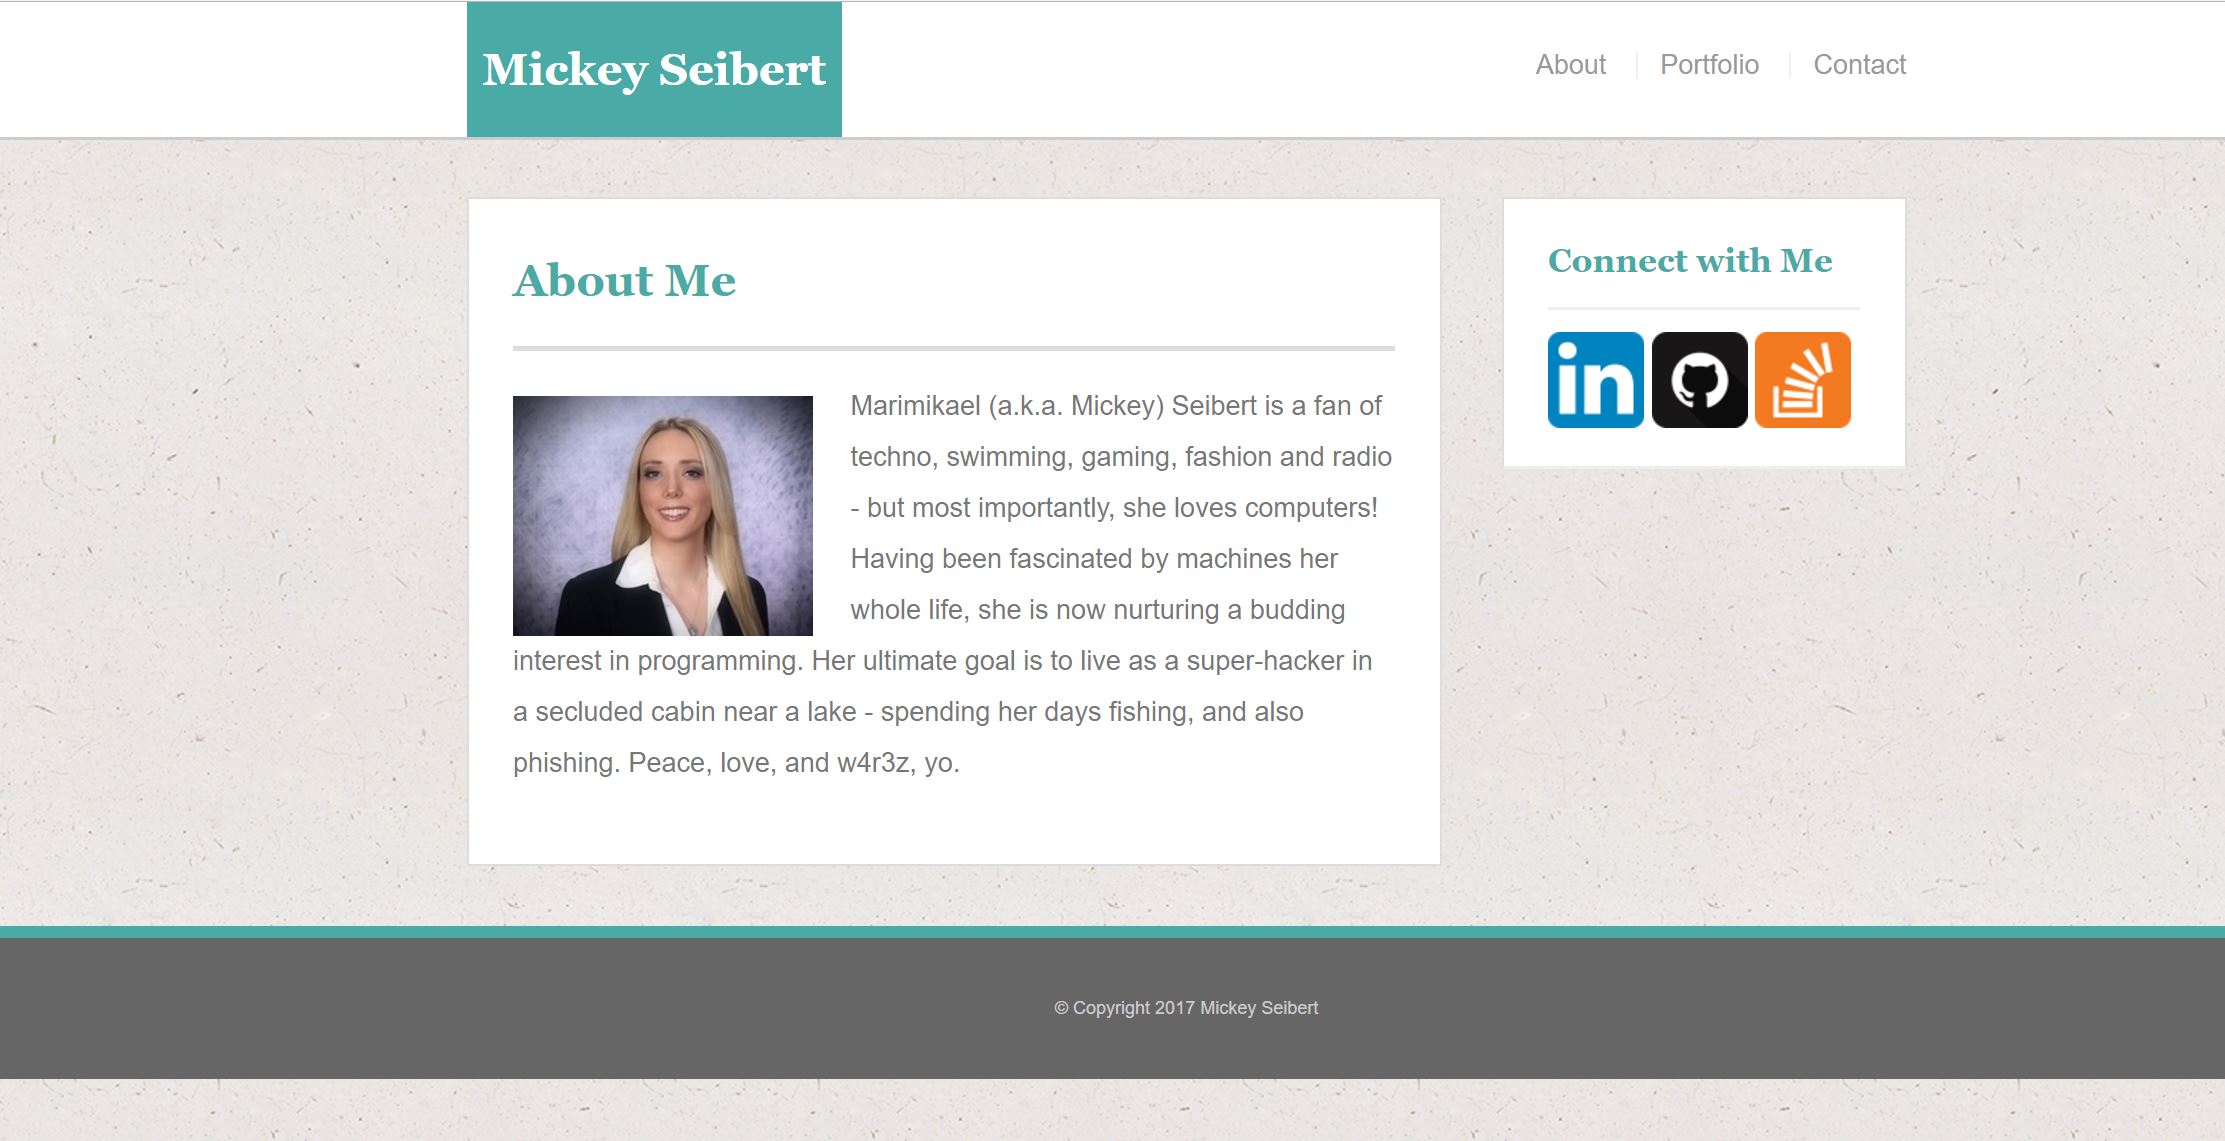 Mickey Seibert
About
Portfolio
Contact
About Me
Marimikael (a.k.a. Mickey) Seibert is a fan of
techno, swimming, gaming, fashion and radio
- but most importantly, she loves computers!
Having been fascinated by machines her
whole life, she is now nurturing a budding
interest in programming. Her ultimate goal is to live as a super-hacker in
a secluded cabin near a lake - spending her days fishing, and also
phishing. Peace, love, and w4r3z, yo.
Connect with Me
in
© Copyright 2017 Mickey Seibert